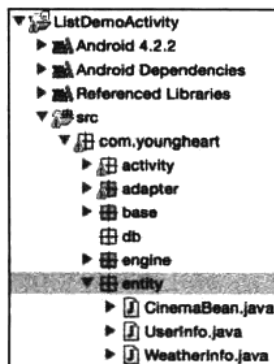 ListDemoActivity
Android 4.2.2
Android Dependencies
Referenced Libraries
src
com.youngheart
activity
adapter
base
db
engine
entity
CinemaBean.java
UserInfo.java
WeatherInfo.java